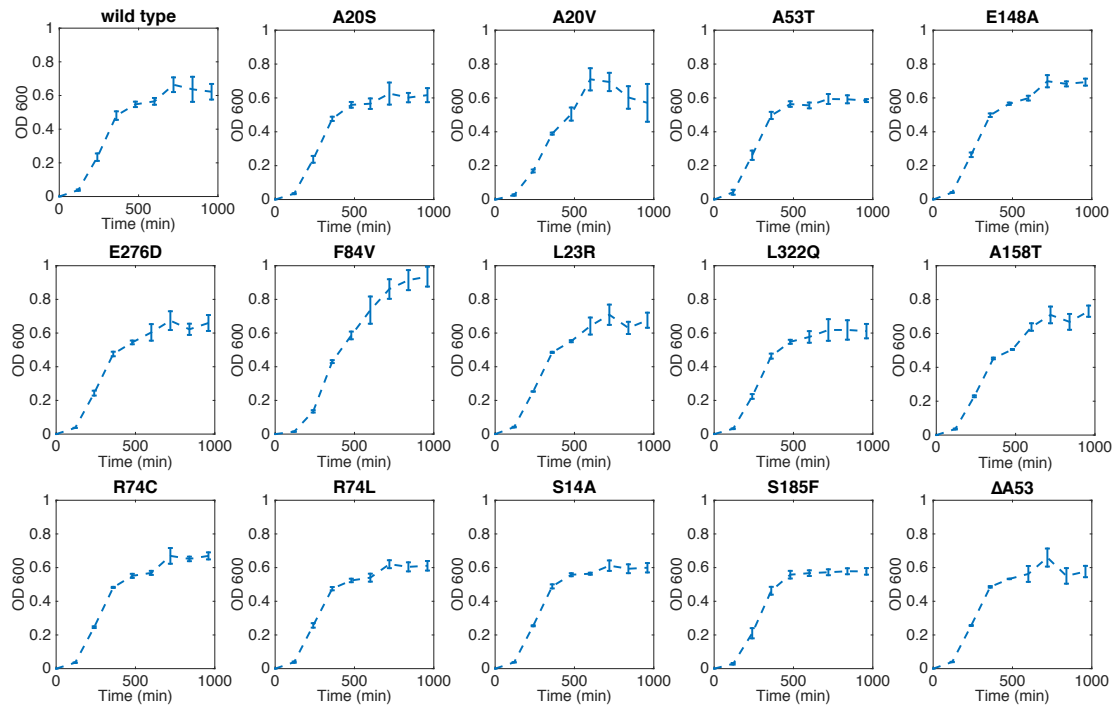 wild type
A20S
A20V
A53T
E148A
1
0.8
0.6
0.4
0.2
0
OD 600
0 500 1000
Time (min)
1
0.8
0.6
0.4
0.2
0
OD 600
0 500 1000
Time (min)
1
0.8
0.6
0.4
0.2
0
OD 600
0 500 1000
Time (min)
1
0.8
0.6
0.4
0.2
0
OD 600
0 500 1000
Time (min)
1
0.8
0.6
0.4
0.2
0
OD 600
0 500 1000
Time (min)
E276D
F84V
L23R
L322Q
A158T
1
0.8
0.6
0.4
0.2
0
OD 600
0 500 1000
Time (min)
1
0.8
0.6
0.4
0.2
0
OD 600
0 500 1000
Time (min)
1
0.8
0.6
0.4
0.2
0
OD 600
0 500 1000
Time (min)
1
0.8
0.6
0.4
0.2
0
OD 600
0 500 1000
Time (min)
1
0.8
0.6
0.4
0.2
0
OD 600
0 500 1000
Time (min)
R74C
R74L
S14A
S185F
ΔA53
1
0.8
0.6
0.4
0.2
0
OD 600
0 500 1000
Time (min)
1
0.8
0.6
0.4
0.2
0
OD 600
0 500 1000
Time (min)
1
0.8
0.6
0.4
0.2
0
OD 600
0 500 1000
Time (min)
1
0.8
0.6
0.4
0.2
0
OD 600
0 500 1000
Time (min)
1
0.8
0.6
0.4
0.2
0
OD 600
0 500 1000
Time (min)